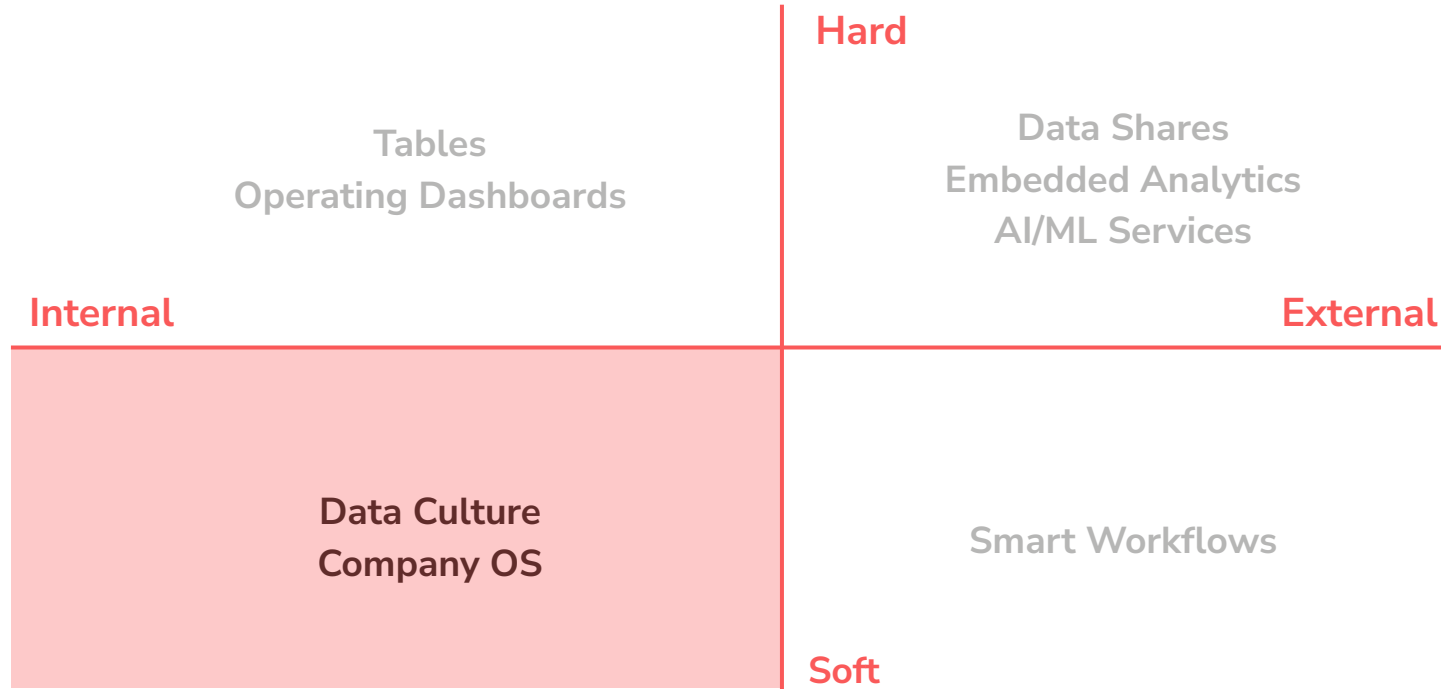 Hard
Tables
Operating Dashboards
Data Shares
Embedded Analytics
AI/ML Services
Internal
External
Data Culture
Company OS
Smart Workflows
Soft